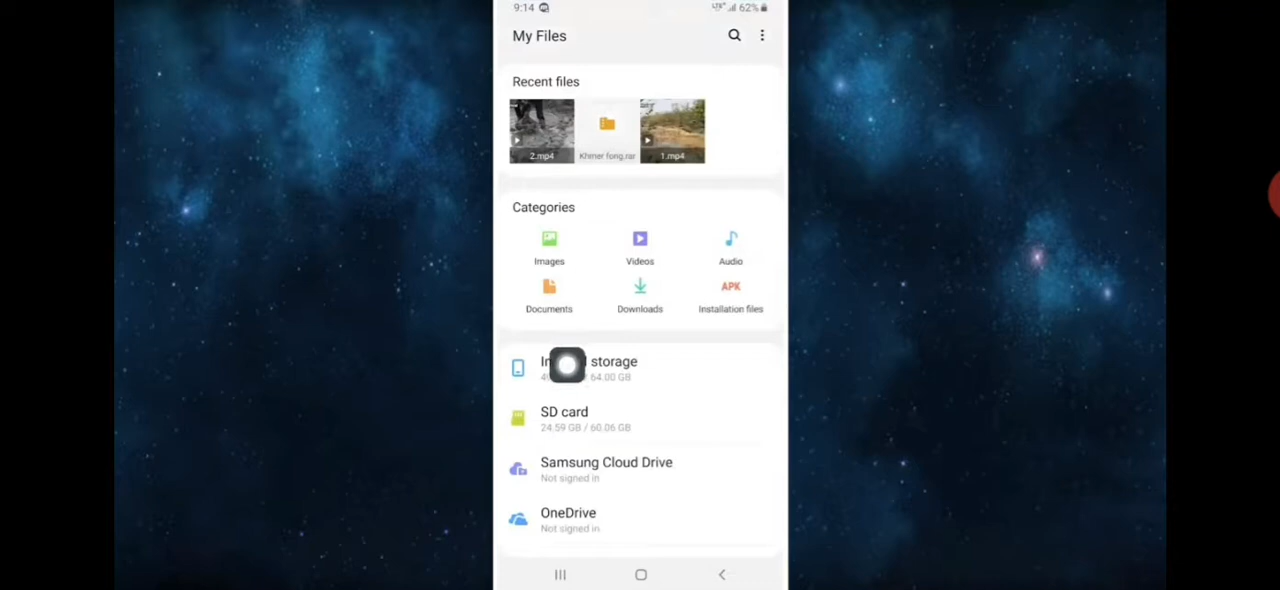 9:14 62%
My Files
Recent files
2.mp4 Khmer fong.rar 1.mp4
Categories
Images Videos Audio
APK
Documents Downloads Installation files
storage
64.00 GB
SD card
24.59 GB / 60.06 GB
Samsung Cloud Drive
Not signed in
OneDrive
Not signed in